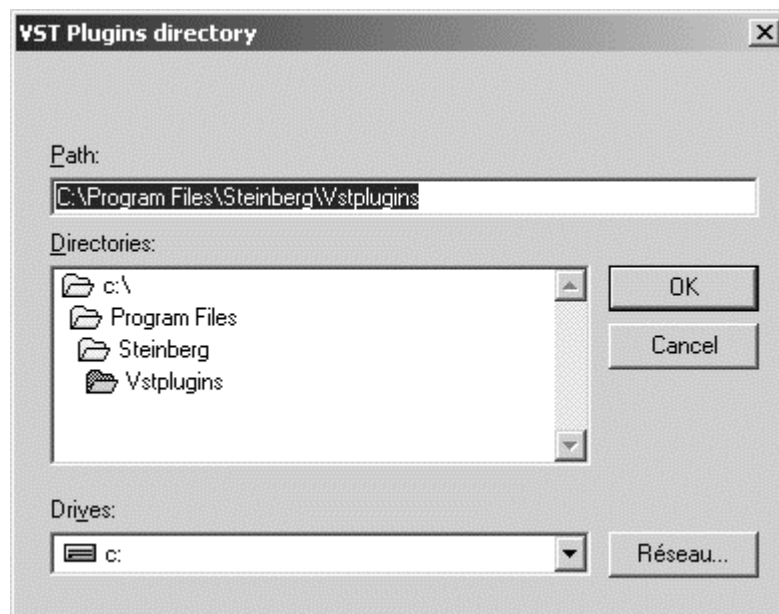 VST Plugins directory
Path:
C:\Program Files\Steinberg\Vstplugins
Directories:
c:\
Program Files
Steinberg
Vstplugins
OK
Cancel
Drives:
c:
Réseau...